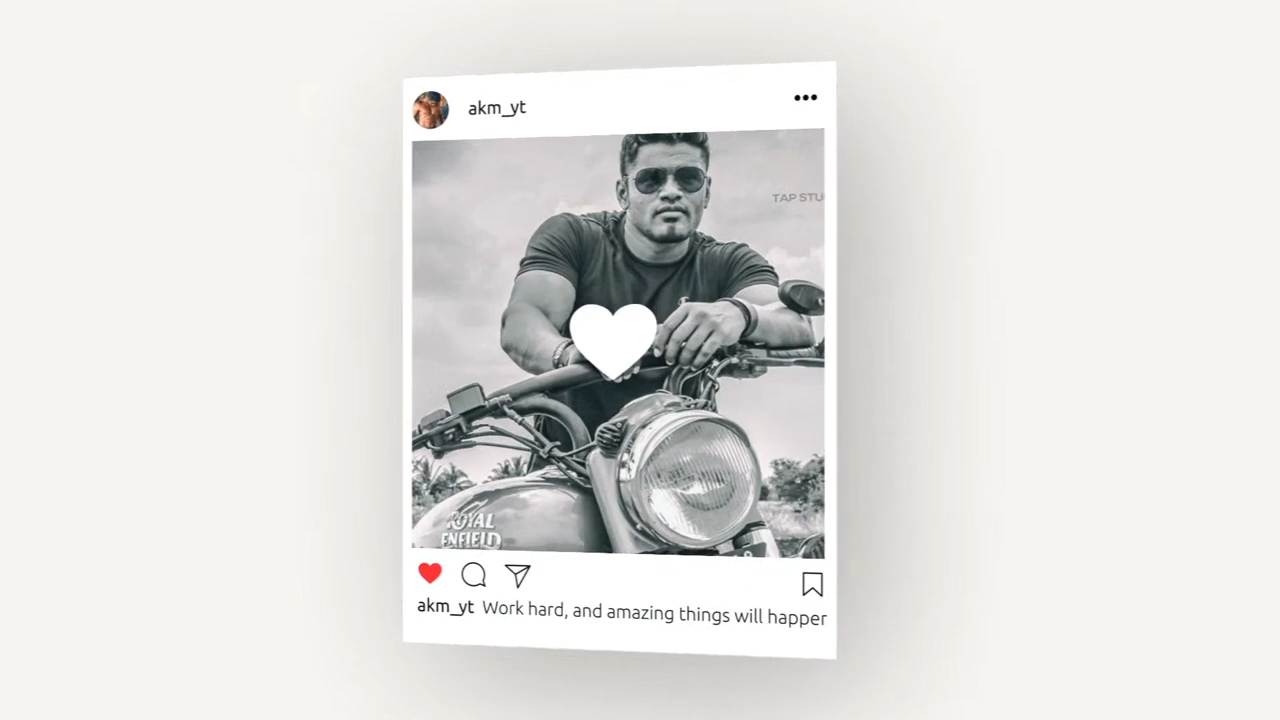 akm_yt
TAP STU
ROYAL
ENFIELD
akm_yt Work hard, and amazing things will happer